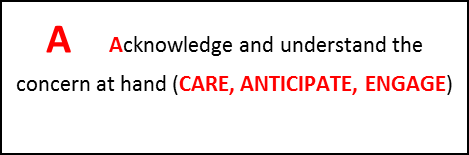 A Acknowledge and understand the
concern at hand (CARE, ANTICIPATE, ENGAGE)